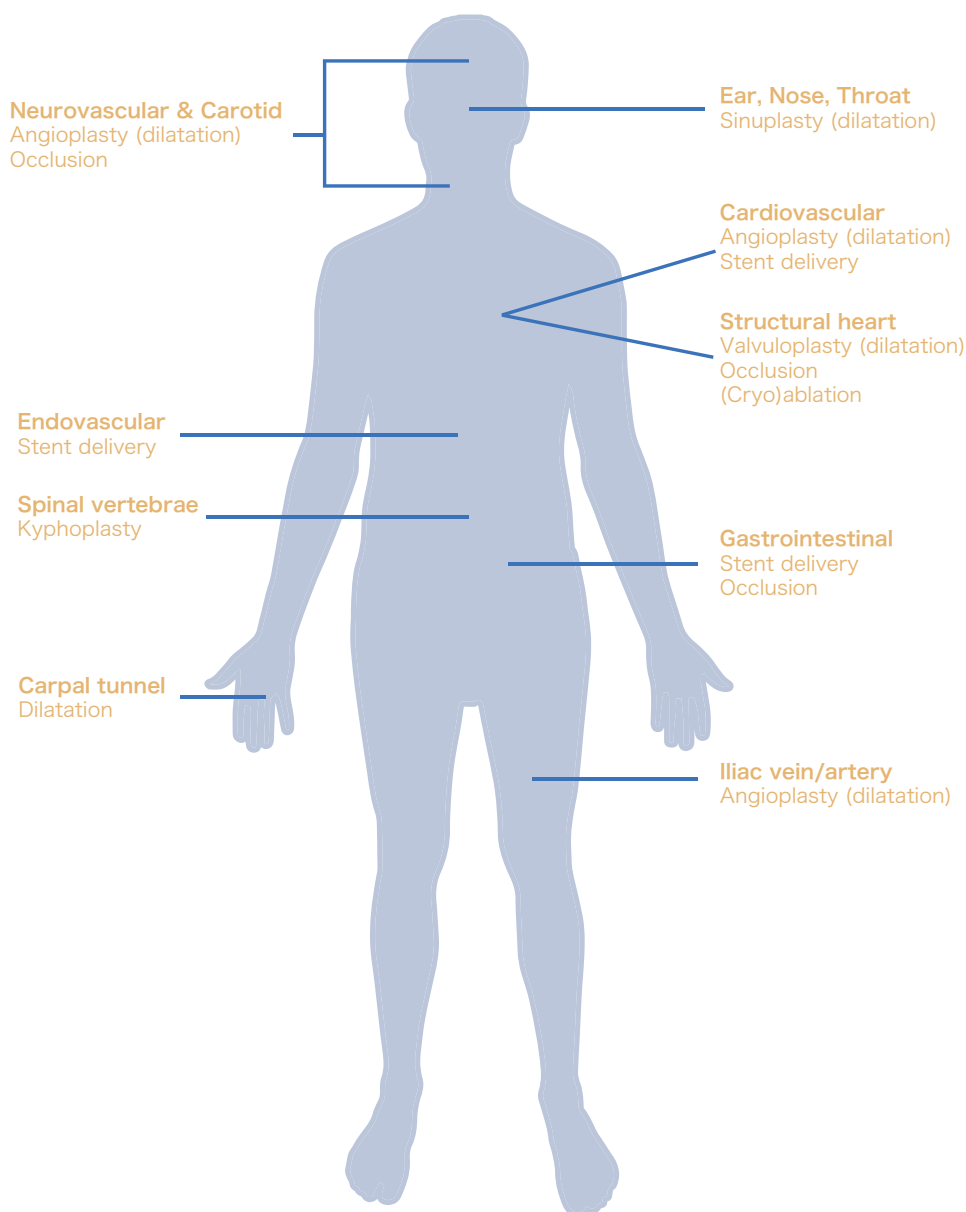 Neurovascular & Carotid
Angioplasty (dilatation)
Occlusion
Ear, Nose, Throat
Sinuplasty (dilatation)
Cardiovascular
Angioplasty (dilatation)
Stent delivery
Structural heart
Valvuloplasty (dilatation)
Occlusion
(Cryo)ablation
Endovascular
Stent delivery
Spinal vertebrae
Kyphoplasty
Gastrointestinal
Stent delivery
Occlusion
Carpal tunnel
Dilatation
Iliac vein/artery
Angioplasty (dilatation)